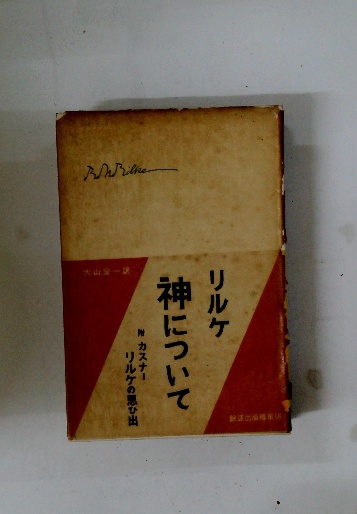 R M Rilke
大山定一訳
リルケ
神について
附 カスナー
リルケの思ひ出